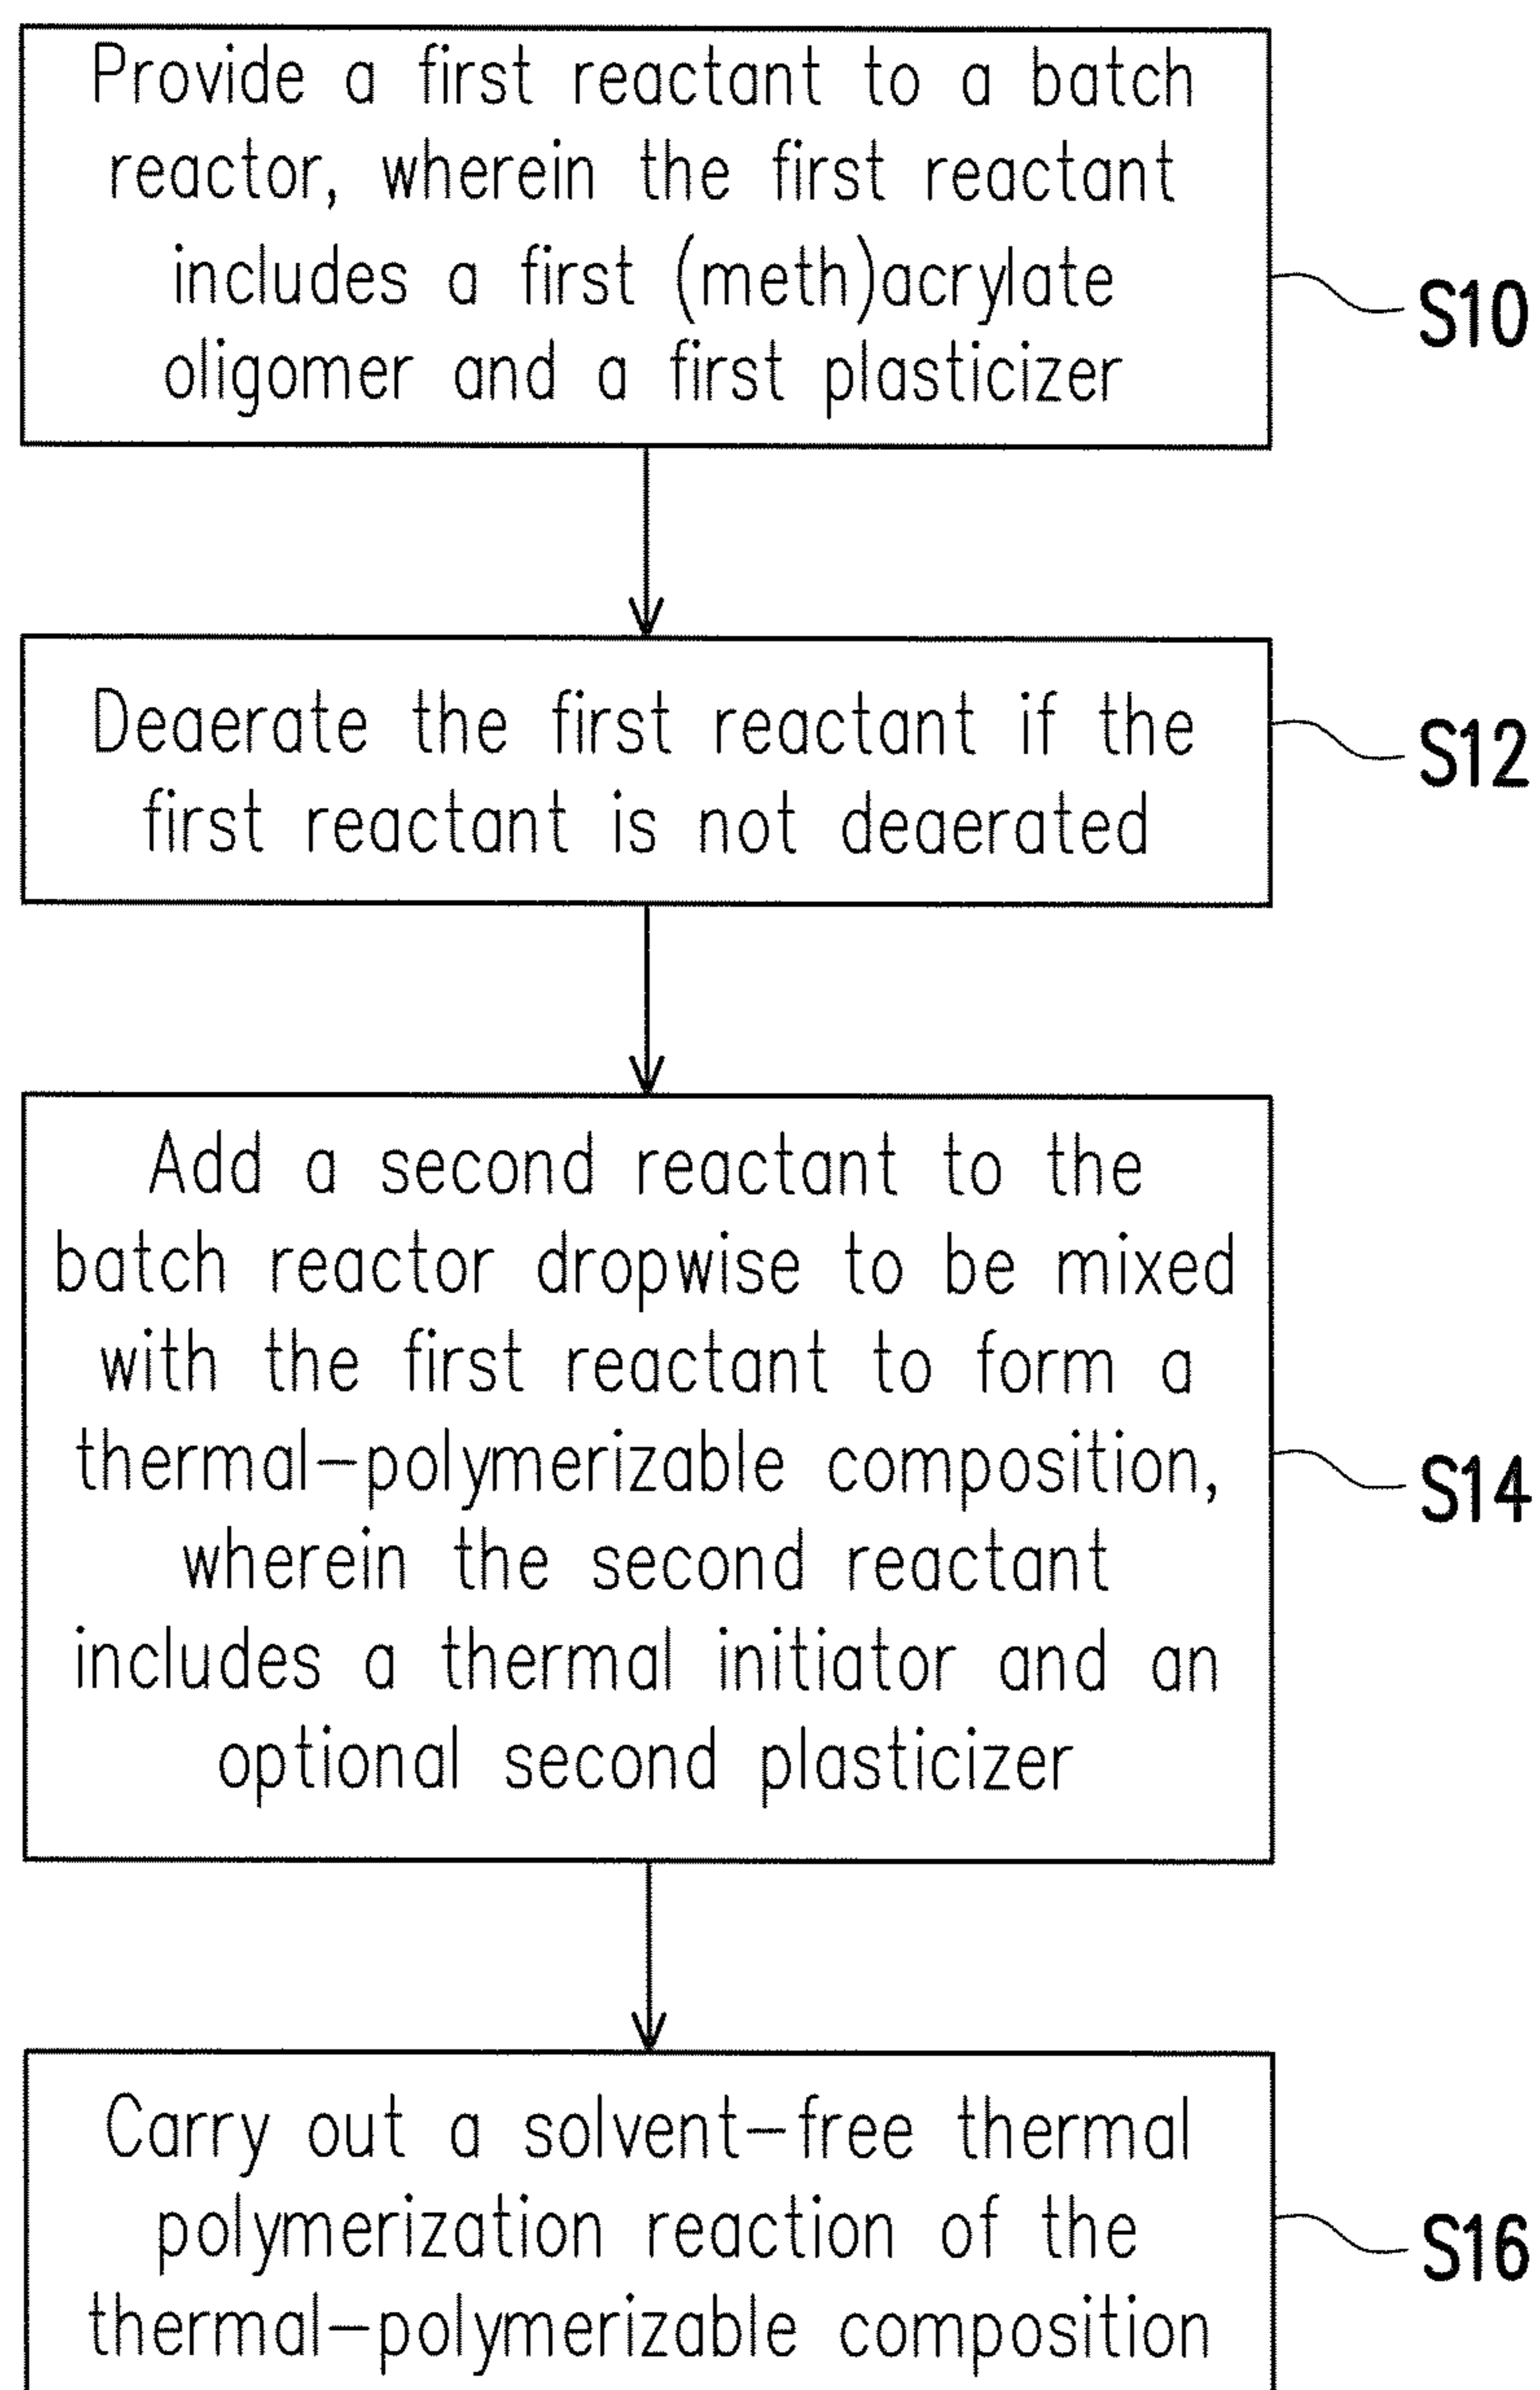 Provide a first reactant to a batch
reactor, wherein the first reactant
includes a first (meth)acrylate
oligomer and a first plasticizer
S10
Deaerate the first reactant if the
first reactant is not deaerated
S12
Add a second reactant to the
batch reactor dropwise to be mixed
with the first reactant to form a
thermal-polymerizable composition,
wherein the second reactant
includes a thermal initiator and an
optional second plasticizer
S14
Carry out a solvent-free thermal
polymerization reaction of the
thermal-polymerizable composition
S16